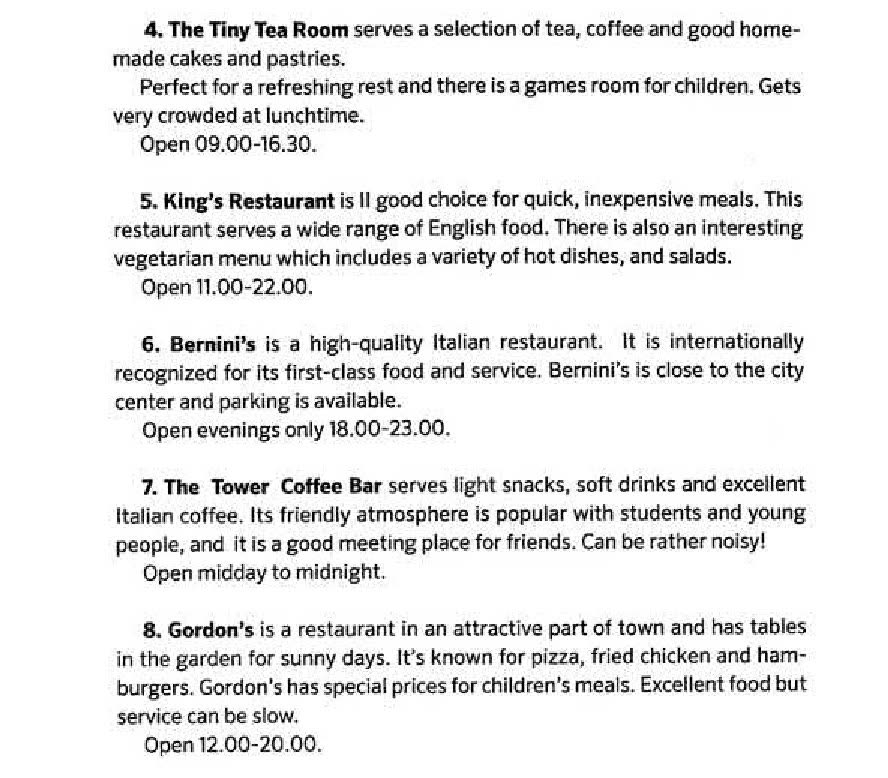 4. The Tiny Tea Room serves a selection of tea, coffee and good home-
made cakes and pastries.
Perfect for a refreshing rest and there is a games room for children. Gets
very crowded at lunchtime.
Open 09.00-16.30.
5. King's Restaurant is II good choice for quick, inexpensive meals. This
restaurant serves a wide range of English food. There is also an interesting
vegetarian menu which includes a variety of hot dishes, and salads.
Open 11.00-22.00.
6. Bernini's is a high-quality Italian restaurant. It is internationally
recognized for its first-class food and service. Bernini's is close to the city
center and parking is available.
Open evenings only 18.00-23.00.
7. The Tower Coffee Bar serves light snacks, soft drinks and excellent
Italian coffee. Its friendly atmosphere is popular with students and young
people, and it is a good meeting place for friends. Can be rather noisy!
Open midday to midnight.
8. Gordon's is a restaurant in an attractive part of town and has tables
in the garden for sunny days. It's known for pizza, fried chicken and ham-
burgers. Gordon's has special prices for children's meals. Excellent food but
service can be slow.
Open 12.00-20.00.